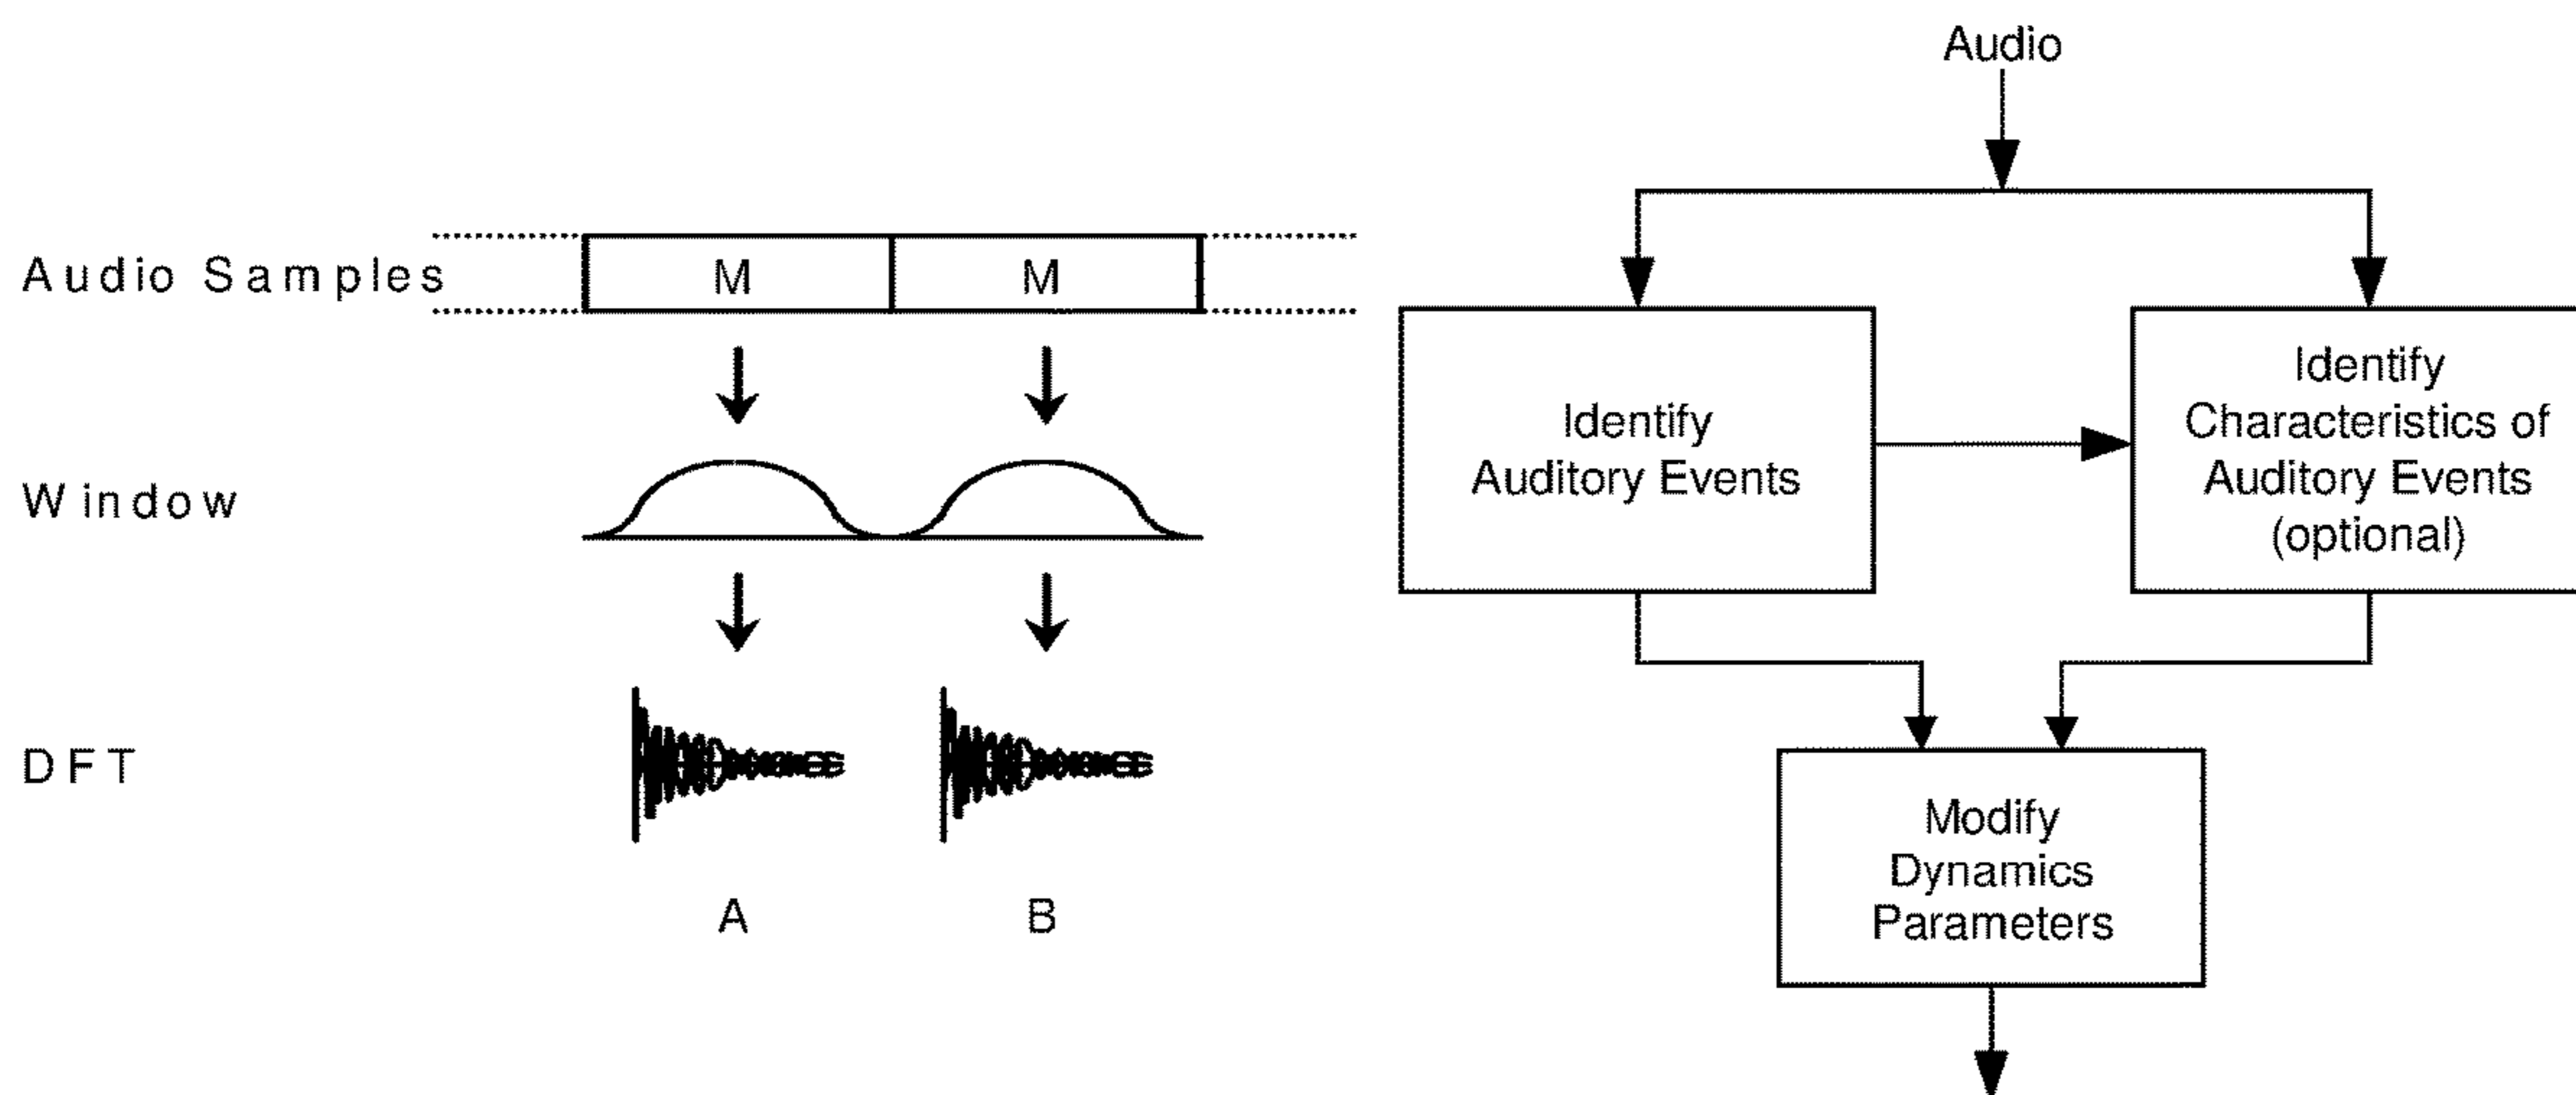 Audio Samples
M
M
Window
DFT
A
B
Audio
Identify
Auditory Events
Identify
Characteristics of
Auditory Events
(optional)
Modify
Dynamics
Parameters